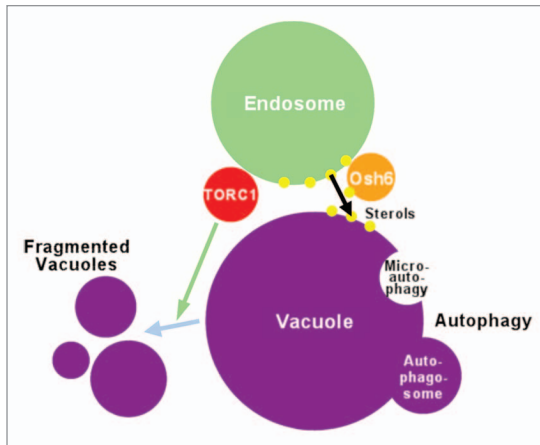 Endosome
TORC1
Osh6
Sterols
Fragmented
Vacuoles
Micro-
auto-
phagy
Vacuole
Autophagy
Auto-
phago-
some